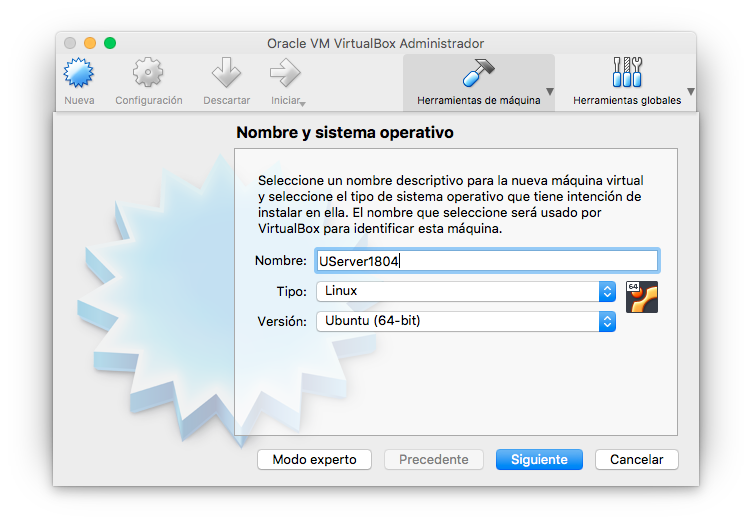 Oracle VM VirtualBox Administrador
Nueva
Configuración
Descartar
Iniciar
Herramientas de máquina
Herramientas globales
Nombre y sistema operativo
Seleccione un nombre descriptivo para la nueva máquina virtual
y seleccione el tipo de sistema operativo que tiene intención de
instalar en ella. El nombre que seleccione será usado por
VirtualBox para identificar esta máquina.
Nombre: UServer1804
Tipo: Linux
64
Versión: Ubuntu (64-bit)
Modo experto
Precedente
Siguiente
Cancelar